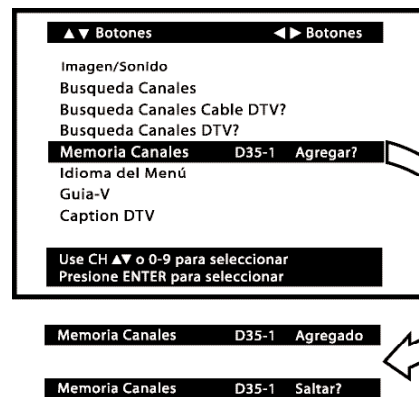 ▲▼ Botones ◀▶ Botones
Imagen/Sonido
Busqueda Canales
Busqueda Canales Cable DTV?
Busqueda Canales DTV?
Memoria Canales D35-1 Agregar?
Idioma del Menú
Guia-V
Caption DTV
Use CH ▲▼ o 0-9 para seleccionar
Presione ENTER para seleccionar
Memoria Canales D35-1 Agregado
Memoria Canales D35-1 Saltar?